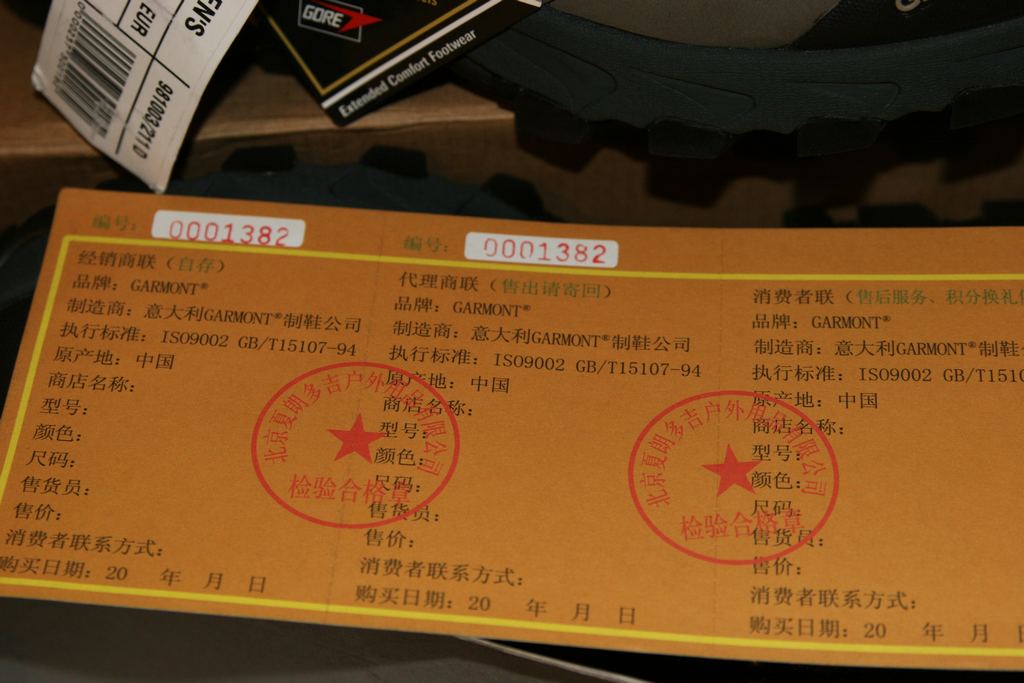 EN'S
EUR
981003/2110
GORE
Extended Comfort Footwear
编号: 0001382
经销商联（自存）
品牌: GARMONT®
制造商: 意大利GARMONT®制鞋公司
执行标准: ISO9002 GB/T15107-94
原产地: 中国
商店名称:
型号:
颜色:
尺码:
售货员:
售价:
消费者联系方式:
购买日期: 20 年 月 日
编号: 0001382
代理商联（售出请寄回）
品牌: GARMONT®
制造商: 意大利GARMONT®制鞋公司
执行标准: ISO9002 GB/T15107-94
原产地: 中国
商店名称:
型号:
颜色:
尺码:
售货员:
售价:
消费者联系方式:
购买日期: 20 年 月 日
消费者联（售后服务、积分换礼
品牌: GARMONT®
制造商: 意大利GARMONT®制鞋
执行标准: ISO9002 GB/T1510
原产地: 中国
商店名称:
型号:
颜色:
尺码:
售货员:
售价:
消费者联系方式:
购买日期: 20 年 月
北京夏朗多吉户外用品有限公司
检验合格章
北京夏朗多吉户外用品有限公司
检验合格章